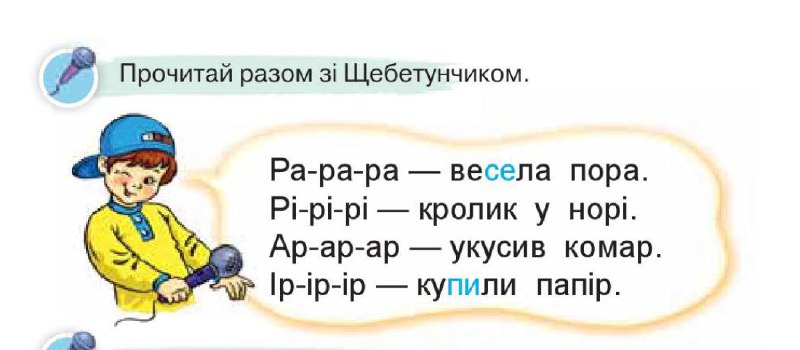 Прочитай разом зі Щебетунчиком.
Ра-ра-ра — весела пора.
Рі-рі-рі — кролик у норі.
Ар-ар-ар — укусив комар.
Ір-ір-ір — купили папір.